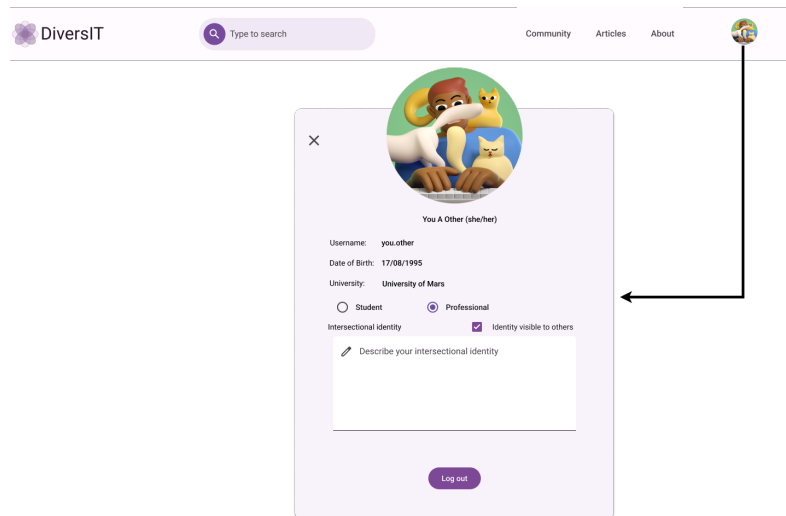 DiversIT
Type to search
Community Articles About
You A Other (she/her)
Username: you.other
Date of Birth: 17/08/1995
University: University of Mars
Student Professional
Intersectional identity Identity visible to others
Describe your intersectional identity
Log out